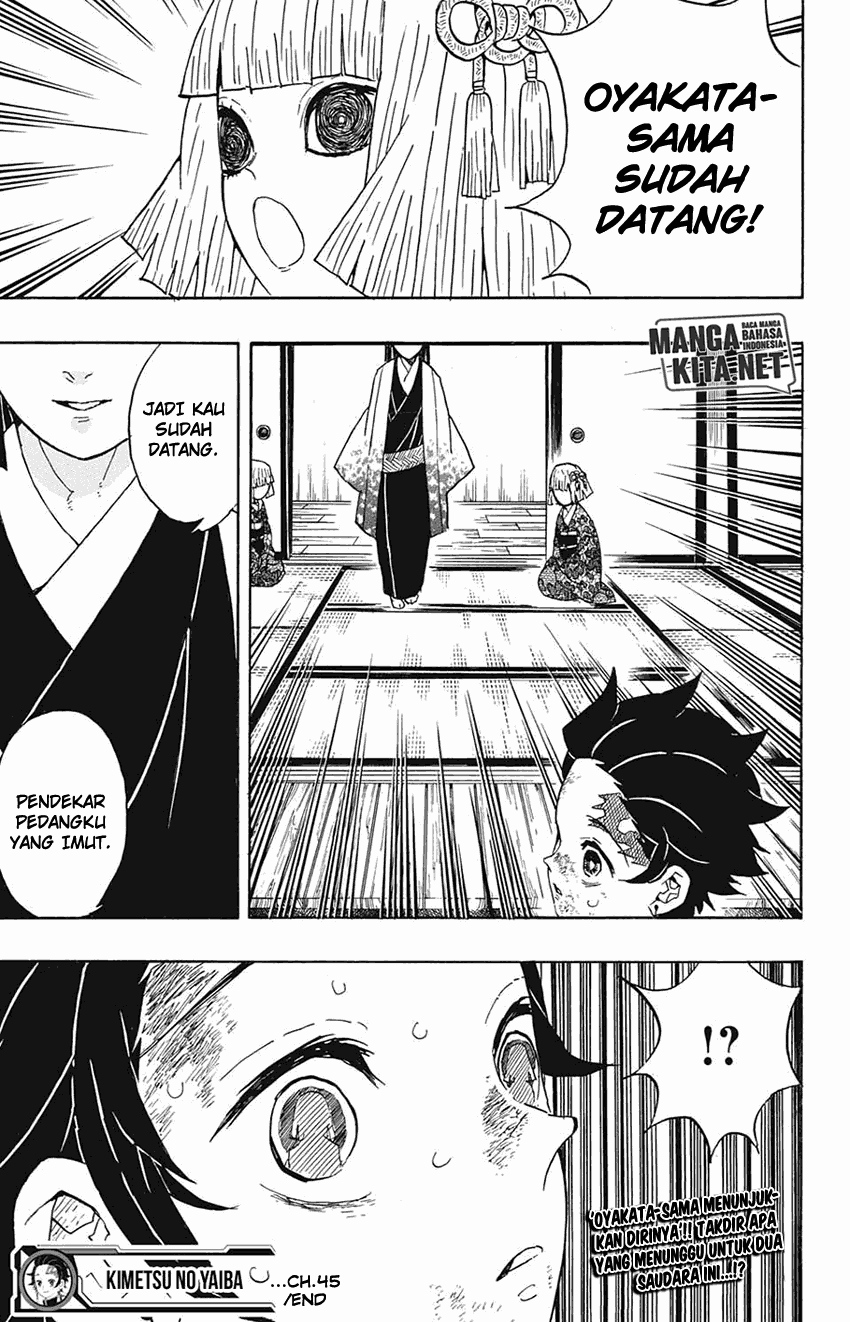 OYAKATA-
SAMA
SUDAH
DATANG!
MANGA
KITA.NET
BACA MANGA
BAHASA
INDONESIA.
JADI KAU
SUDAH
DATANG.
PENDEKAR
PEDANGKU
YANG IMUT.
!?
'OYAKATA-SAMA MENUNJUK-
KAN DIRINYA'!! TAKDIR APA
YANG MENUNGGU UNTUK DUA
SAUDARA INI...!?
KIMETSU NO YAIBA
...CH.45
/END